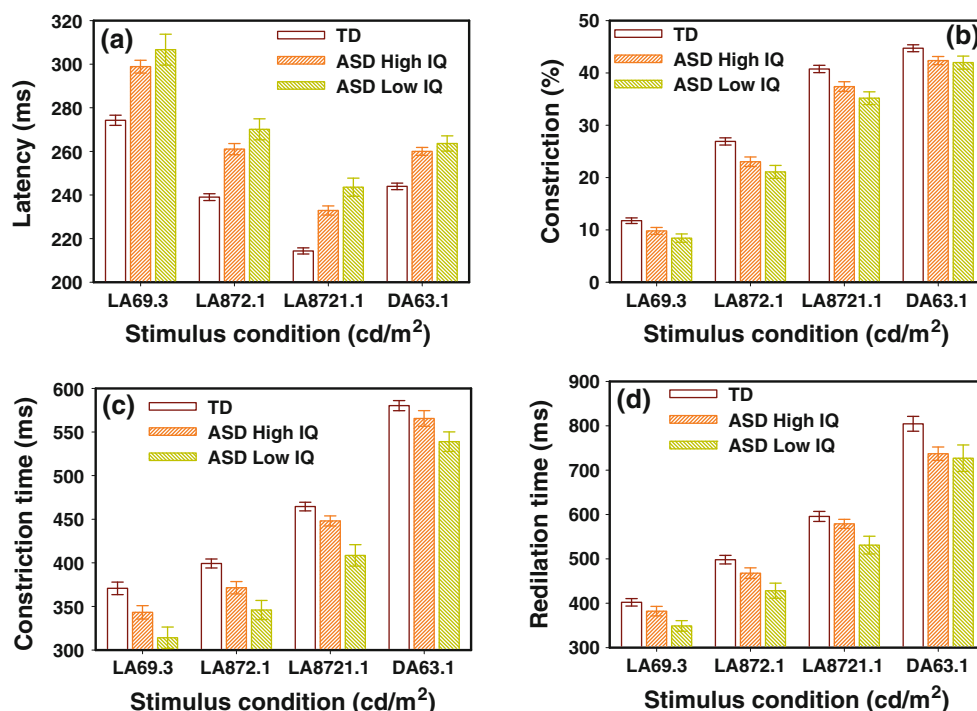 (a)
TD
ASD High IQ
ASD Low IQ
Latency (ms)
320
300
280
260
240
220
200
LA69.3 LA872.1 LA8721.1 DA63.1
Stimulus condition (cd/m²)
(b)
TD
ASD High IQ
ASD Low IQ
Constriction (%)
50
40
30
20
10
0
LA69.3 LA872.1 LA8721.1 DA63.1
Stimulus condition (cd/m²)
(c)
TD
ASD High IQ
ASD Low IQ
Constriction time (ms)
600
550
500
450
400
350
300
LA69.3 LA872.1 LA8721.1 DA63.1
Stimulus condition (cd/m²)
(d)
TD
ASD High IQ
ASD Low IQ
Redilation time (ms)
900
800
700
600
500
400
300
LA69.3 LA872.1 LA8721.1 DA63.1
Stimulus condition (cd/m²)